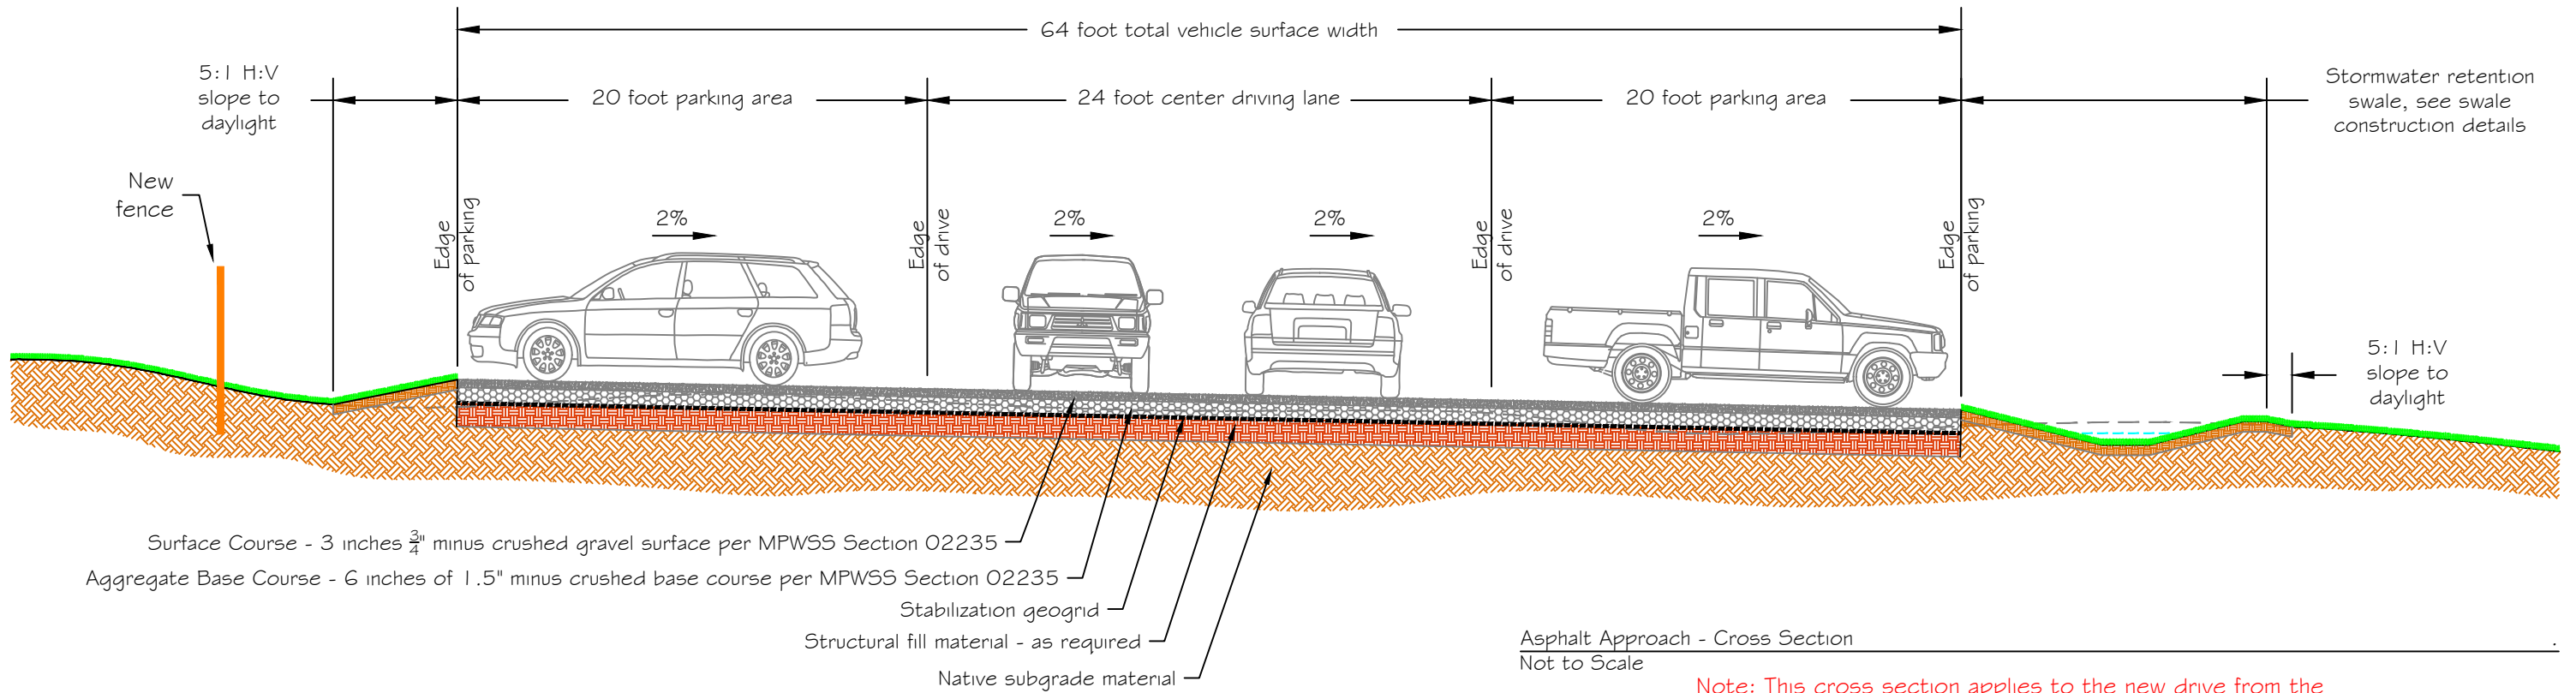 64 foot total vehicle surface width
5:1 H:V
slope to
daylight
20 foot parking area
24 foot center driving lane
20 foot parking area
Stormwater retention
swale, see swale
construction details
New
fence
Edge
of parking
2%
Edge
of drive
2%
2%
Edge
of drive
2%
Edge
of parking
5:1 H:V
slope to
daylight
Surface Course - 3 inches 3/4" minus crushed gravel surface per MPWSS Section 02235
Aggregate Base Course - 6 inches of 1.5" minus crushed base course per MPWSS Section 02235
Stabilization geogrid
Structural fill material - as required
Native subgrade material
Asphalt Approach - Cross Section .
Not to Scale
Note: This cross section applies to the new drive from the